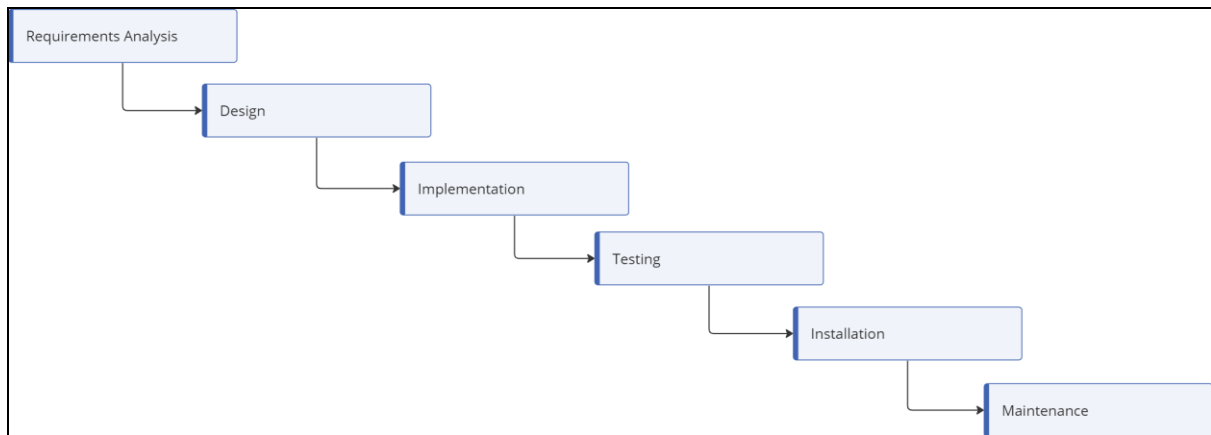 Requirements Analysis
Design
Implementation
Testing
Installation
Maintenance